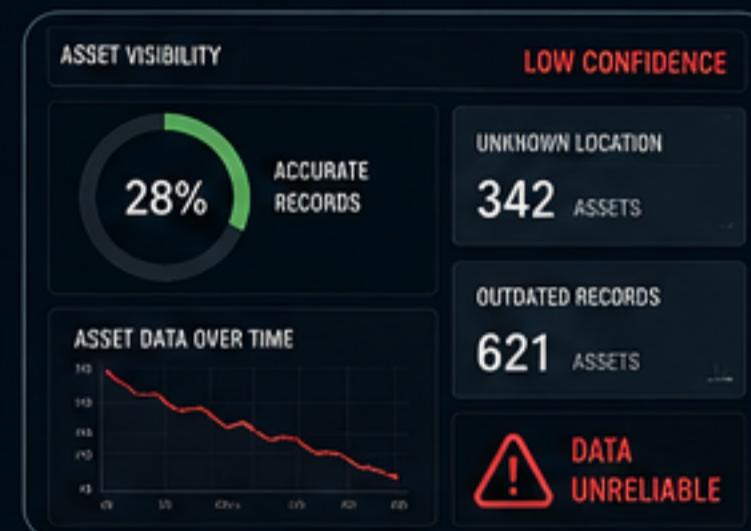 ASSET VISIBILITY
LOW CONFIDENCE
28%
ACCURATE
RECORDS
UNKNOWN LOCATION
342 ASSETS
OUTDATED RECORDS
621 ASSETS
ASSET DATA OVER TIME
DATA
UNRELIABLE